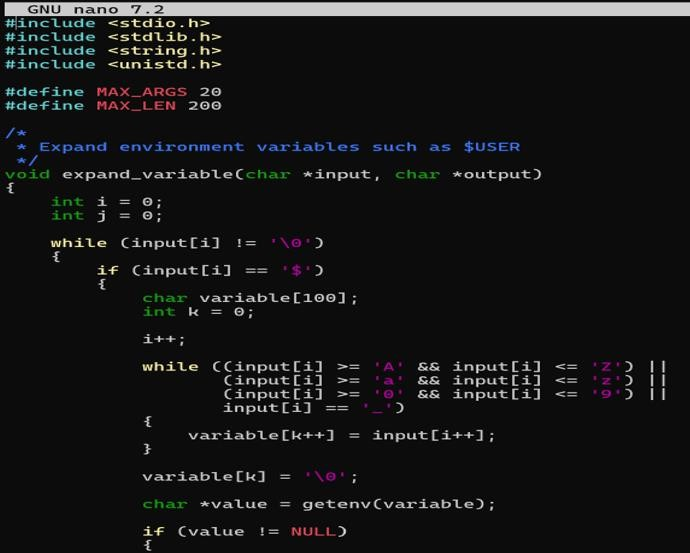 GNU nano 7.2
#include <stdio.h>
#include <stdlib.h>
#include <string.h>
#include <unistd.h>

#define MAX_ARGS 20
#define MAX_LEN 200

/*
 * Expand environment variables such as $USER
 */
void expand_variable(char *input, char *output)
{
    int i = 0;
    int j = 0;

    while (input[i] != '\0')
    {
        if (input[i] == '$')
        {
            char variable[100];
            int k = 0;

            i++;

            while ((input[i] >= 'A' && input[i] <= 'Z') ||
                   (input[i] >= 'a' && input[i] <= 'z') ||
                   (input[i] >= '0' && input[i] <= '9') ||
                   input[i] == '_')
            {
                variable[k++] = input[i++];
            }

            variable[k] = '\0';

            char *value = getenv(variable);

            if (value != NULL)
            {